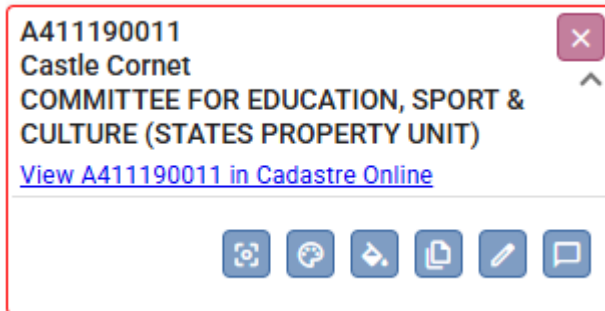 A411190011
Castle Cornet
COMMITTEE FOR EDUCATION, SPORT &
CULTURE (STATES PROPERTY UNIT)
View A411190011 in Cadastre Online